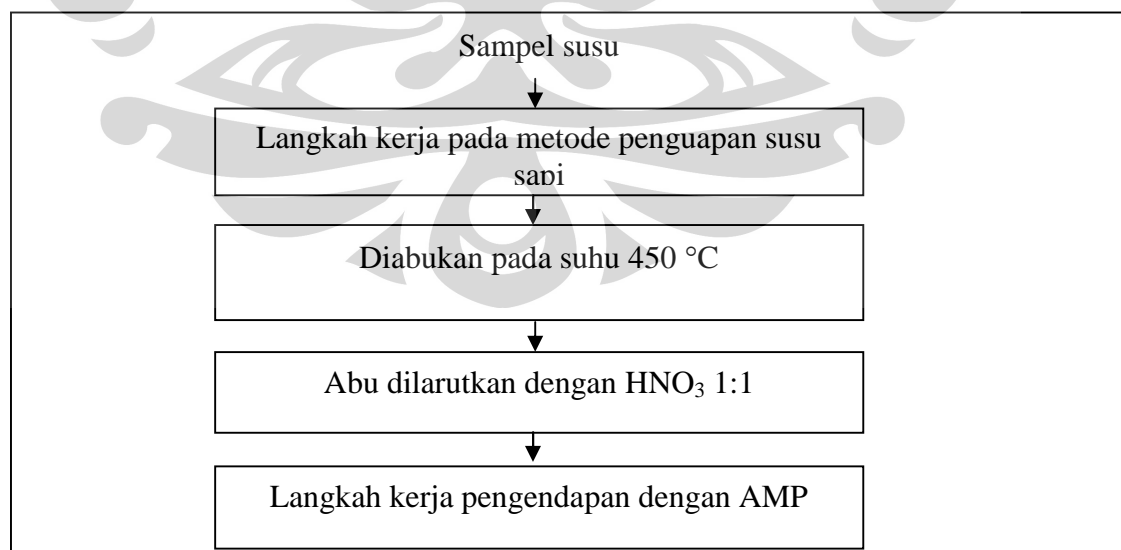 Sampel susu
Langkah kerja pada metode penguapan susu
sapi
Diabukan pada suhu 450 °C
Abu dilarutkan dengan HNO₃ 1:1
Langkah kerja pengendapan dengan AMP